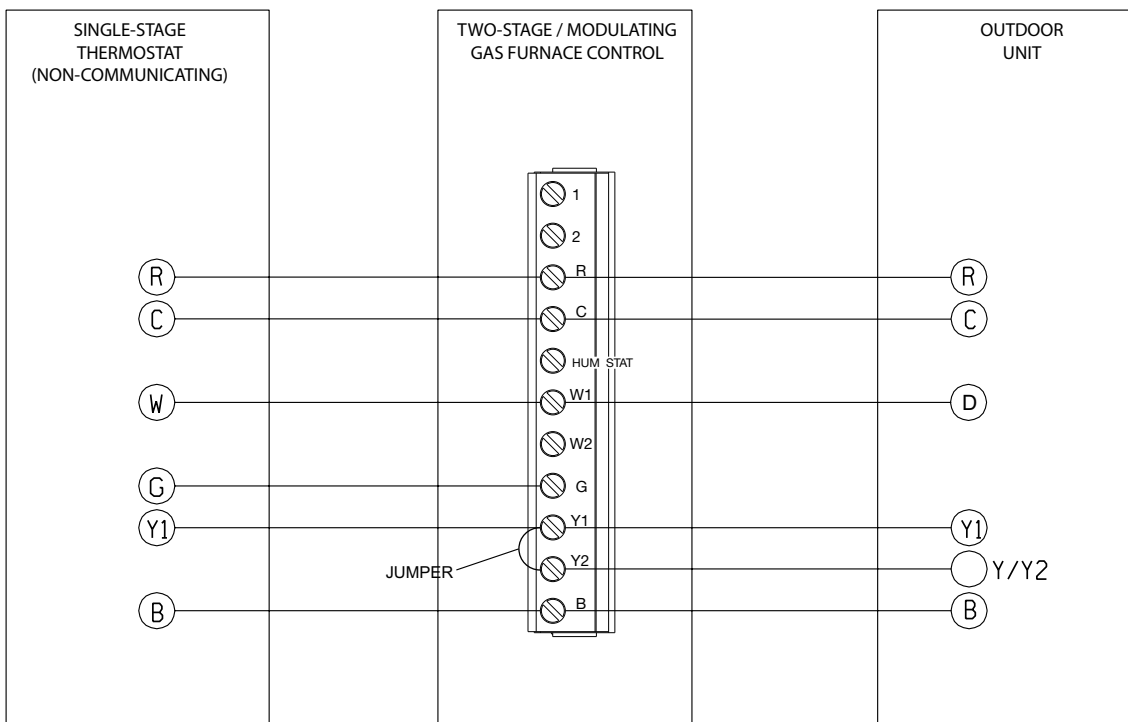 SINGLE-STAGE
THERMOSTAT
(NON-COMMUNICATING)
TWO-STAGE / MODULATING
GAS FURNACE CONTROL
OUTDOOR
UNIT
1
2
R R R
C C C
HUM STAT
W W1 D
W2
G G
Y1 Y1 Y1
JUMPER Y2 Y/Y2
B B B